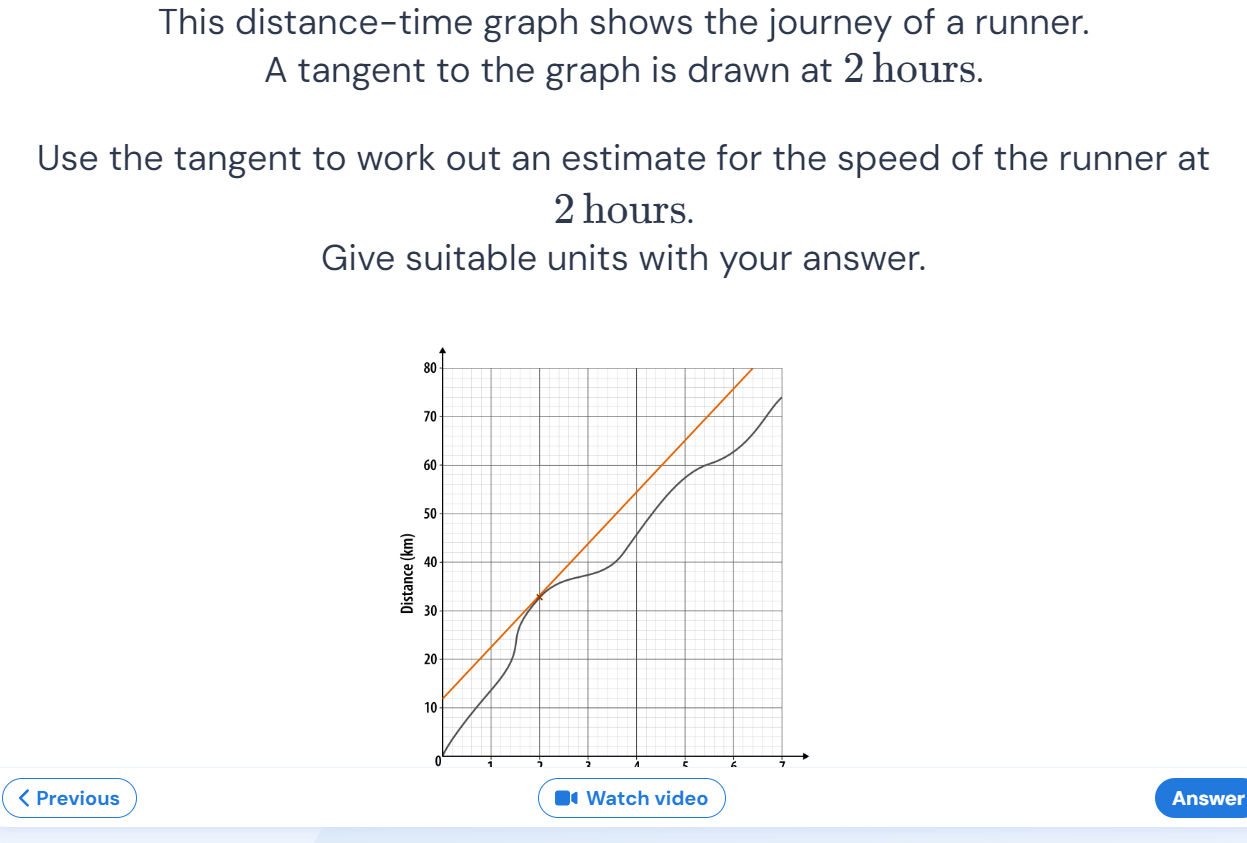 This distance-time graph shows the journey of a runner.
A tangent to the graph is drawn at 2 hours.
Use the tangent to work out an estimate for the speed of the runner at
2 hours.
Give suitable units with your answer.
80
70
60
50
40
30
20
10
0
Distance (km)
1 2 3 4 5 6 7
Previous
Watch video
Answer